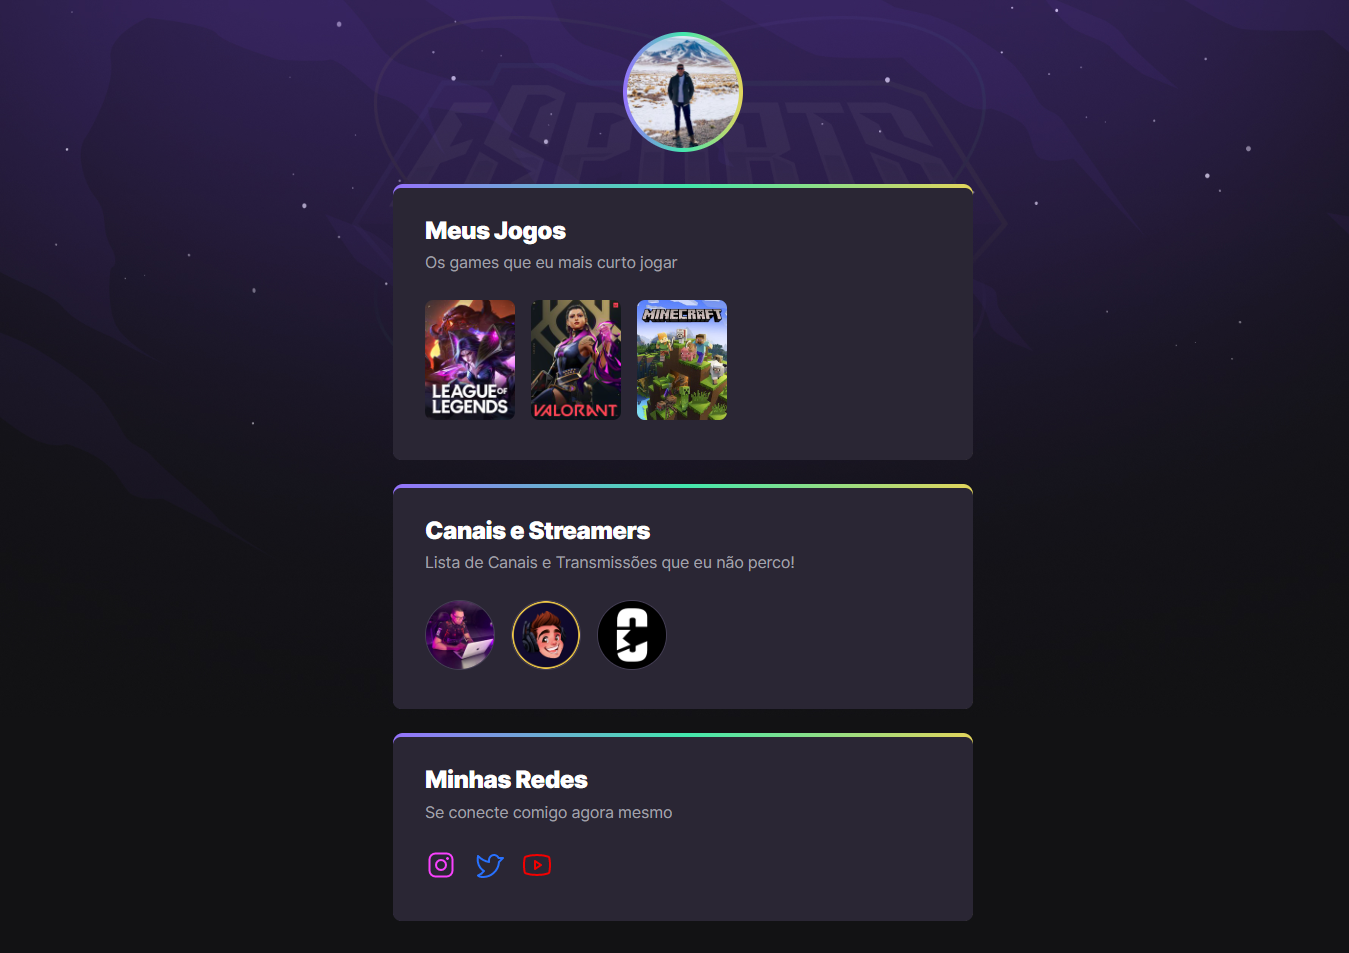 ESPORTS
Meus Jogos
Os games que eu mais curto jogar
LEAGUE OF
LEGENDS
VALORANT
MINECRAFT
Canais e Streamers
Lista de Canais e Transmissões que eu não perco!
Minhas Redes
Se conecte comigo agora mesmo